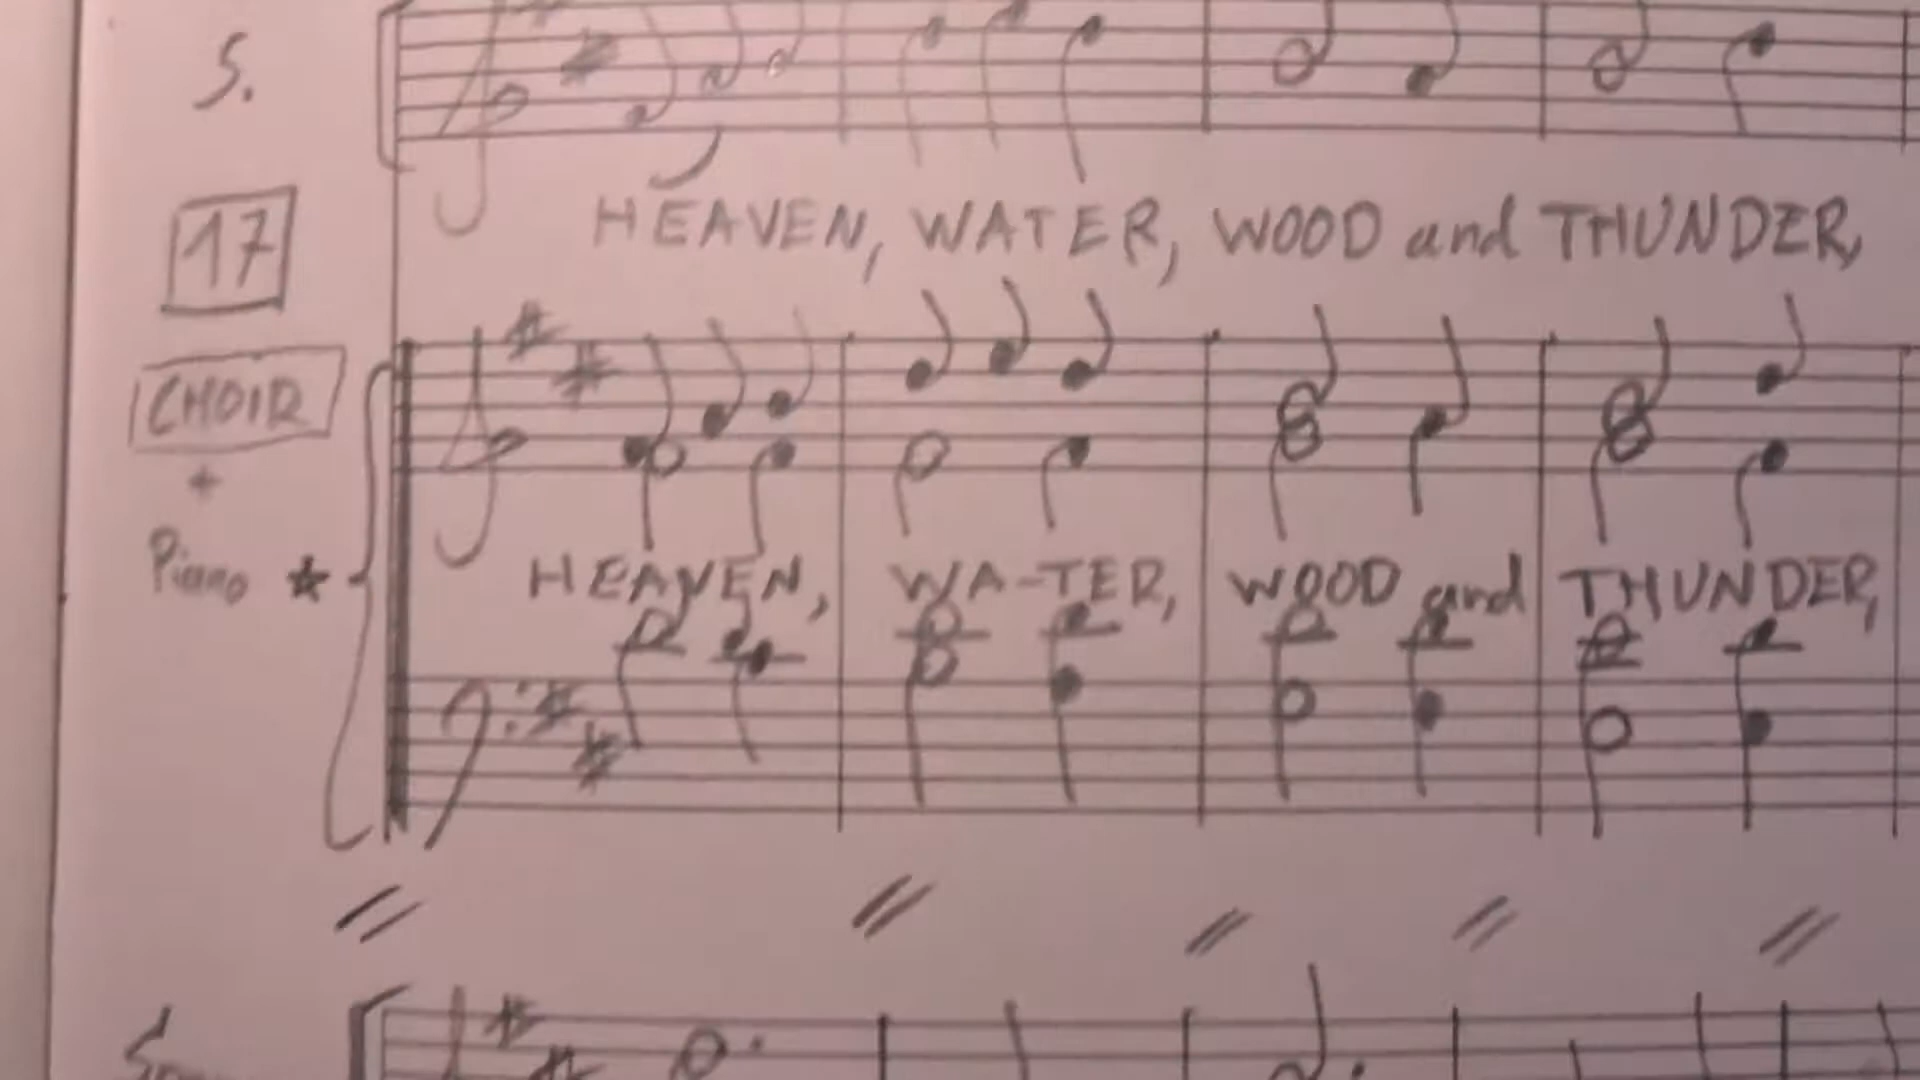 S.
HEAVEN, WATER, WOOD and THUNDER,
17
CHOIR
+
Piano ★
HEAVEN, WA-TER, WOOD and THUNDER,